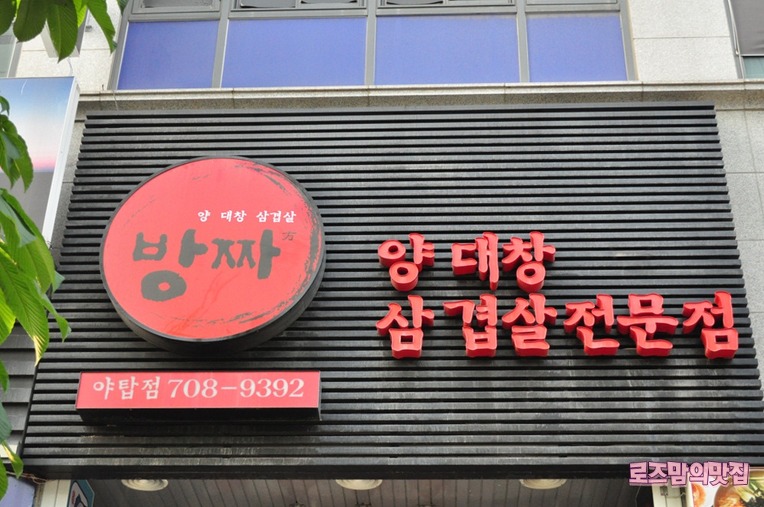 양 대창 삼겹살
방짜
양 대창
삼겹살전문점
야탑점 708-9392
로즈맘의맛집